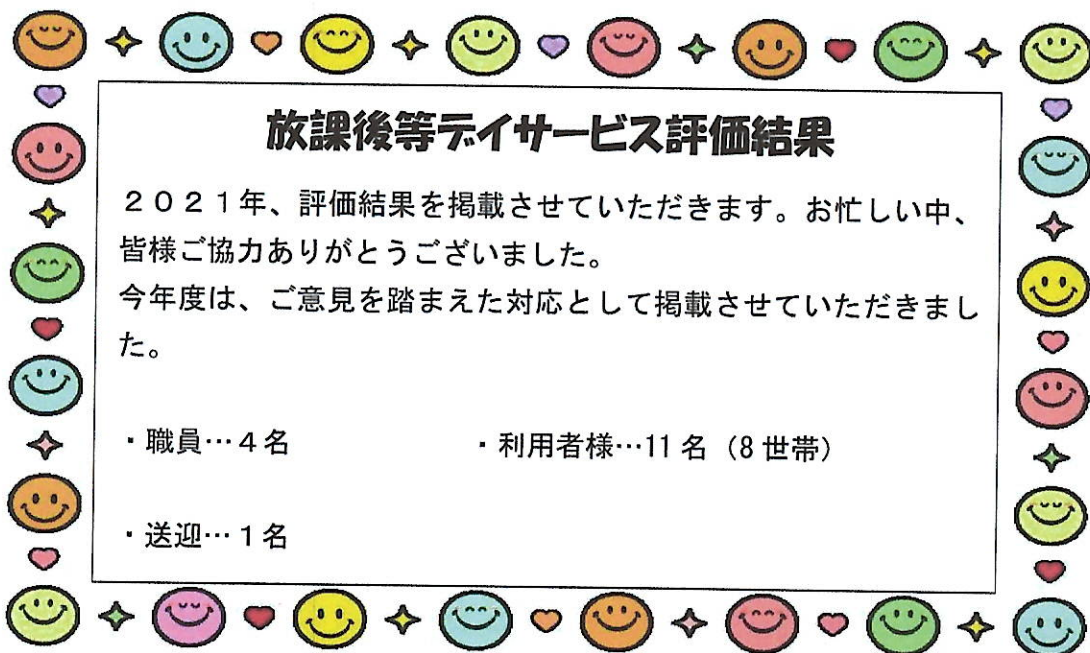 放課後等デイサービス評価結果
２０２１年、評価結果を掲載させていただきます。お忙しい中、
皆様ご協力ありがとうございました。
今年度は、ご意見を踏まえた対応として掲載させていただきまし
た。
・職員…４名　・利用者様…11名（8世帯）
・送迎…１名